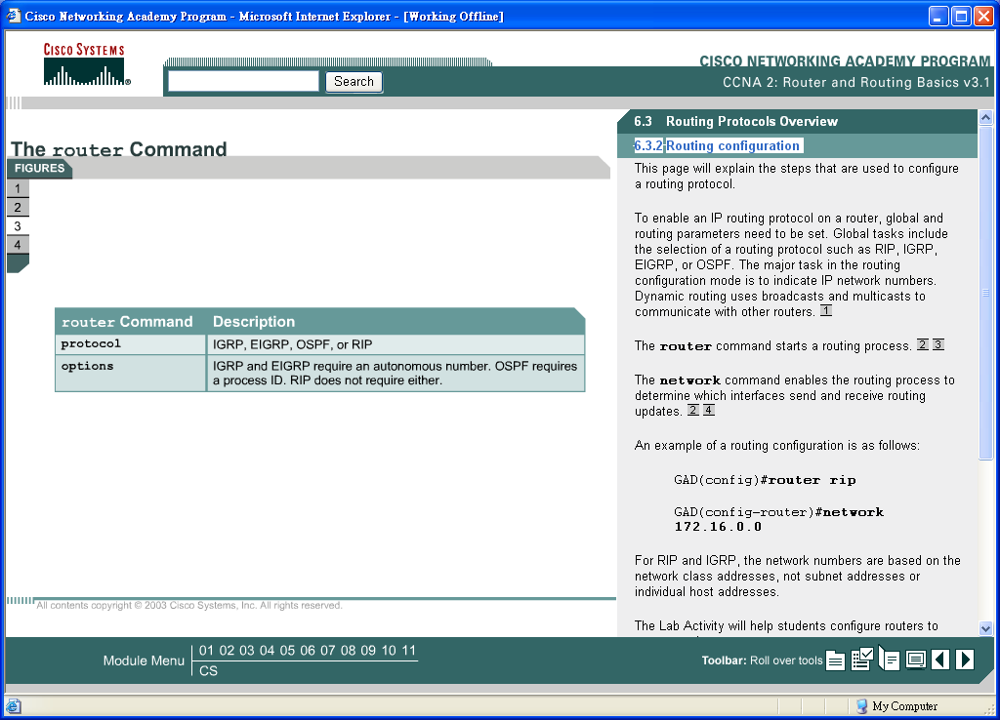 Cisco Networking Academy Program - Microsoft Internet Explorer - [Working Offline]
CISCO SYSTEMS
®
Search
CISCO NETWORKING ACADEMY PROGRAM
CCNA 2: Router and Routing Basics v3.1
The router Command
FIGURES
1
2
3
4
router Command Description
protocol IGRP, EIGRP, OSPF, or RIP
options IGRP and EIGRP require an autonomous number. OSPF requires
a process ID. RIP does not require either.
All contents copyright © 2003 Cisco Systems, Inc. All rights reserved.
6.3 Routing Protocols Overview
6.3.2 Routing configuration
This page will explain the steps that are used to configure
a routing protocol.
To enable an IP routing protocol on a router, global and
routing parameters need to be set. Global tasks include
the selection of a routing protocol such as RIP, IGRP,
EIGRP, or OSPF. The major task in the routing
configuration mode is to indicate IP network numbers.
Dynamic routing uses broadcasts and multicasts to
communicate with other routers. 1
The router command starts a routing process. 2 3
The network command enables the routing process to
determine which interfaces send and receive routing
updates. 2 4
An example of a routing configuration is as follows:
GAD(config)#router rip
GAD(config-router)#network
172.16.0.0
For RIP and IGRP, the network numbers are based on the
network class addresses, not subnet addresses or
individual host addresses.
The Lab Activity will help students configure routers to
Module Menu
01 02 03 04 05 06 07 08 09 10 11
CS
Toolbar: Roll over tools
My Computer